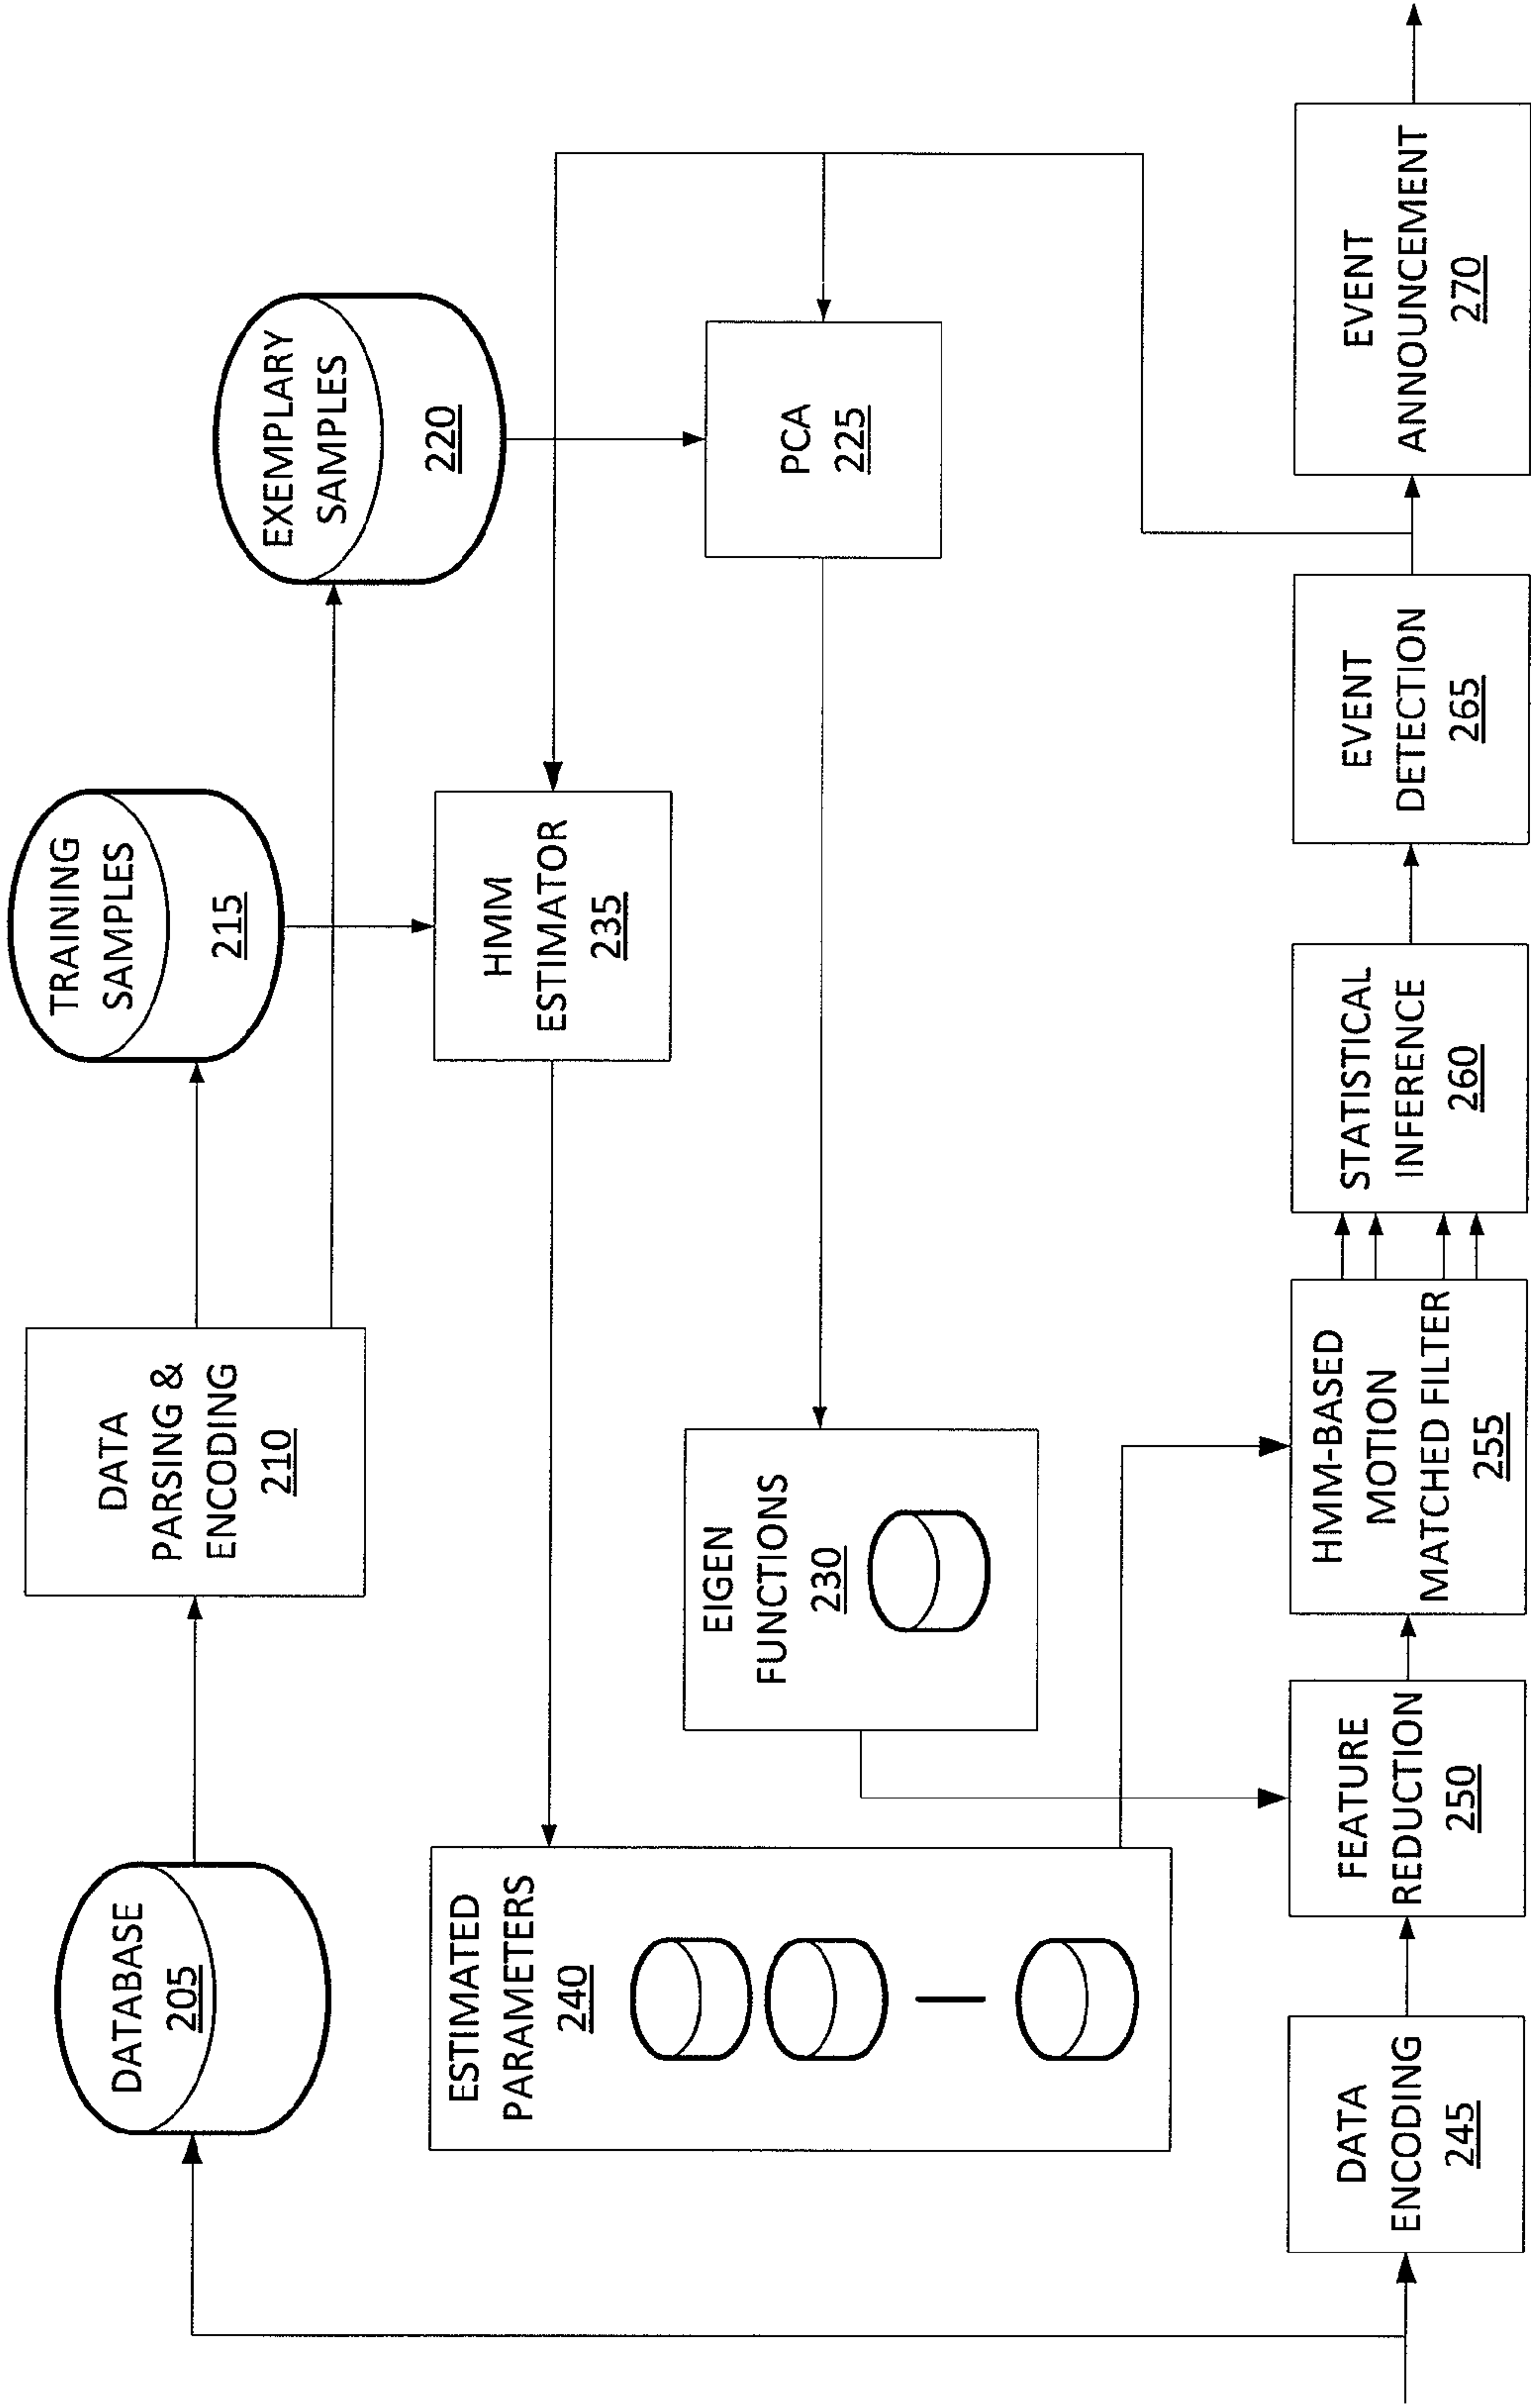 DATABASE
205
DATA
PARSING &
ENCODING
210
TRAINING
SAMPLES
215
EXEMPLARY
SAMPLES
220
ESTIMATED
PARAMETERS
240
HMM
ESTIMATOR
235
EIGEN
FUNCTIONS
230
PCA
225
DATA
ENCODING
245
FEATURE
REDUCTION
250
HMM-BASED
MOTION
MATCHED FILTER
255
STATISTICAL
INFERENCE
260
EVENT
DETECTION
265
EVENT
ANNOUNCEMENT
270